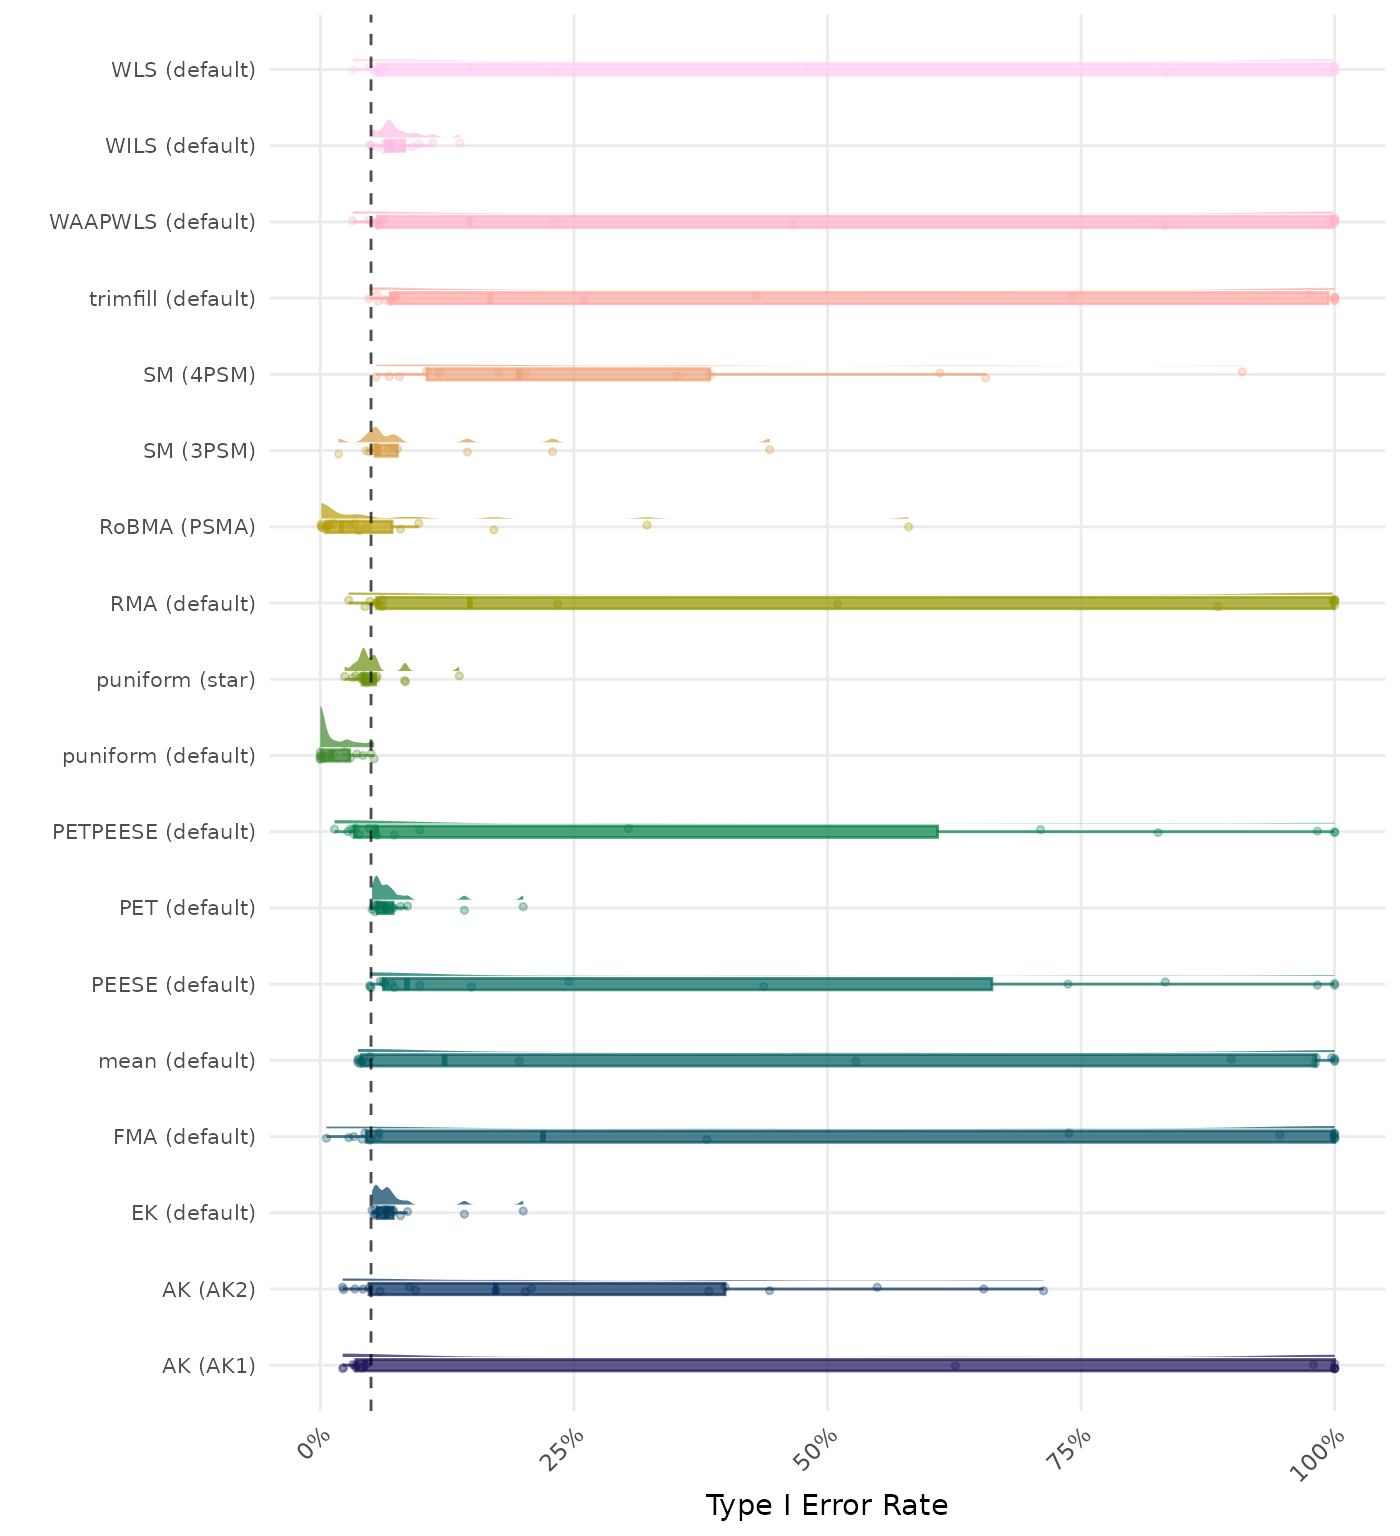 WLS (default)
WILS (default)
WAAPWLS (default)
trimfill (default)
SM (4PSM)
SM (3PSM)
RoBMA (PSMA)
RMA (default)
puniform (star)
puniform (default)
PETPEESE (default)
PET (default)
PEESE (default)
mean (default)
FMA (default)
EK (default)
AK (AK2)
AK (AK1)
0%
25%
50%
75%
100%
Type I Error Rate